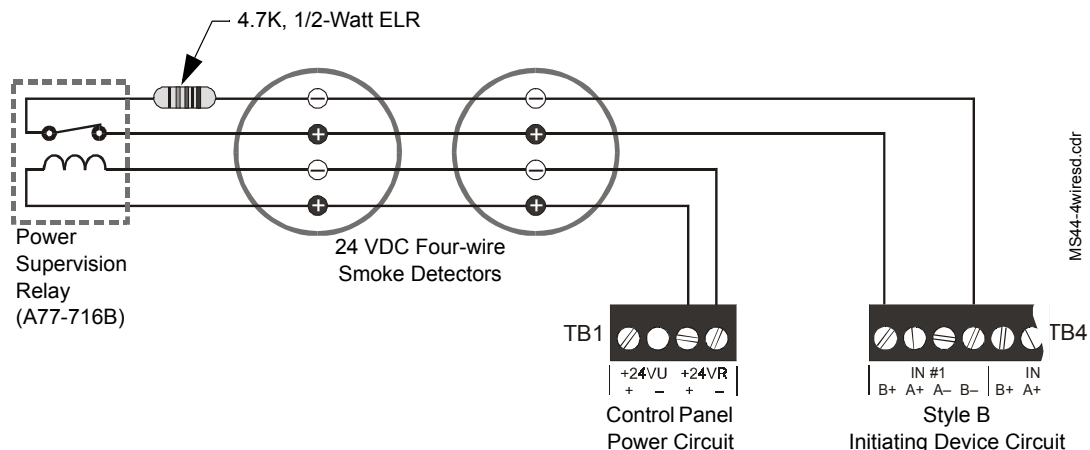 4.7K, 1/2-Watt ELR
Power
Supervision
Relay
(A77-716B)
24 VDC Four-wire
Smoke Detectors
MS44-4wiresd.cdr
TB1
+24VU +24VR
+ – + –
Control Panel
Power Circuit
TB4
IN #1 IN
B+ A+ A– B– B+ A+
Style B
Initiating Device Circuit